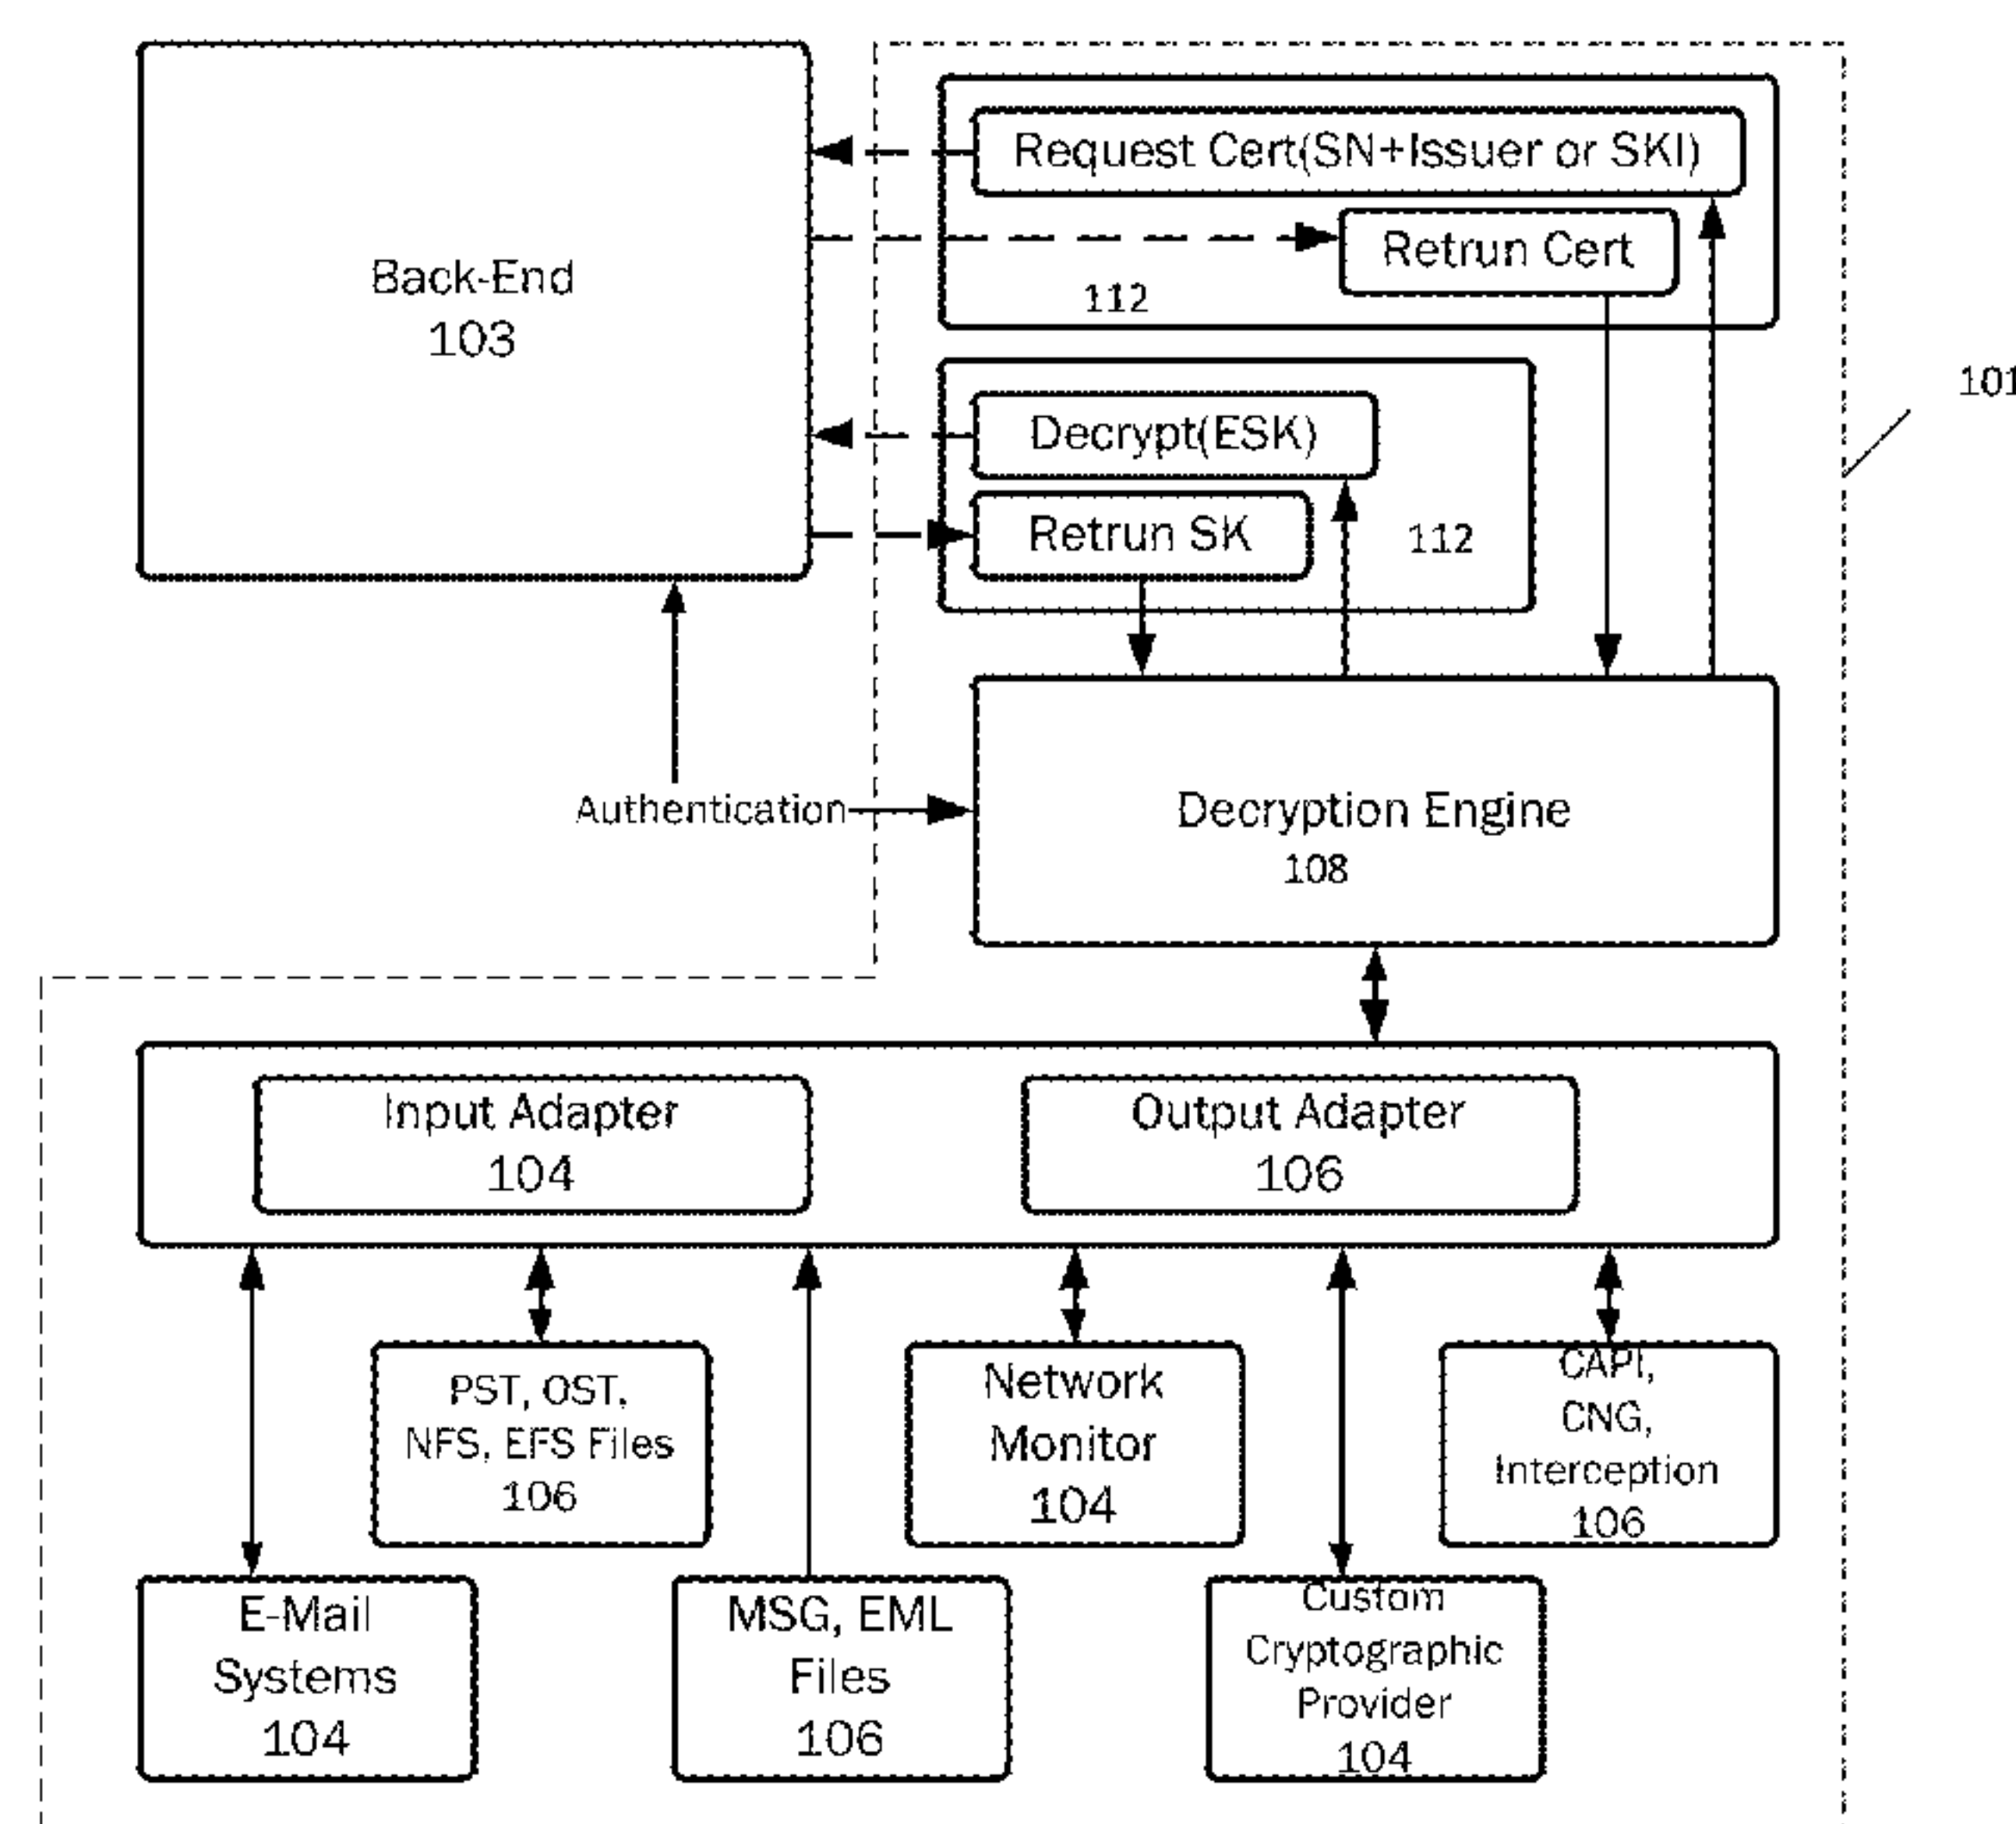 Request Cert(SN+Issuer or SKI)
Retrun Cert
112
Back-End
103
101
Decrypt(ESK)
Retrun SK
112
Authentication
Decryption Engine
108
Input Adapter
104
Output Adapter
106
PST, OST,
NFS, EFS Files
106
Network
Monitor
104
CAPI,
CNG,
Interception
106
E-Mail
Systems
104
MSG, EML
Files
106
Custom
Cryptographic
Provider
104